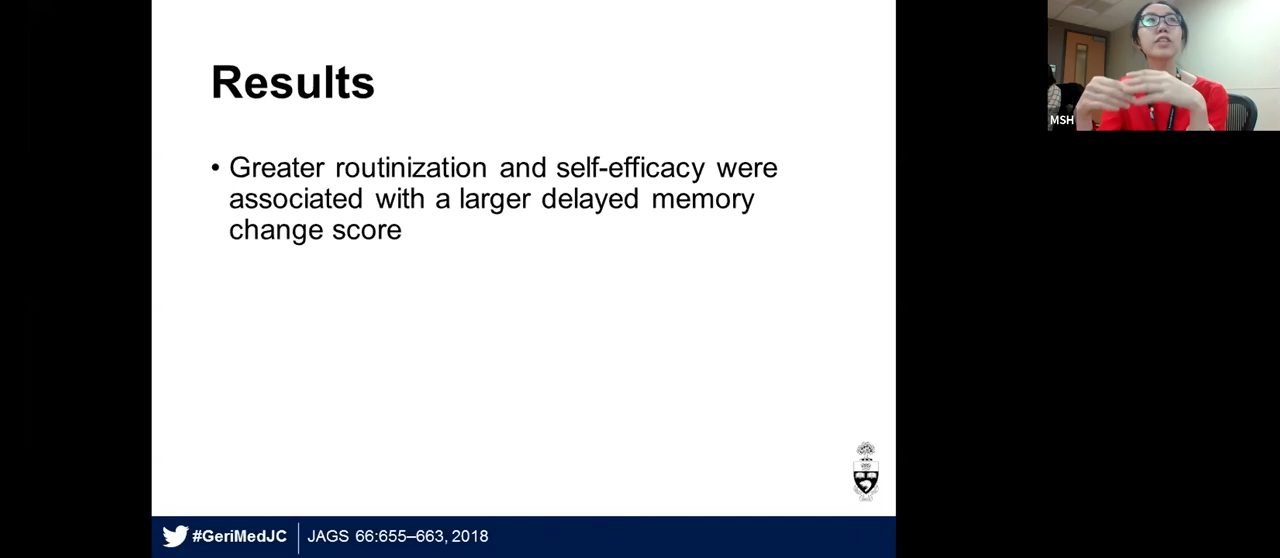 Results
• Greater routinization and self-efficacy were
associated with a larger delayed memory
change score
#GeriMedJC
JAGS 66:655–663, 2018
MSH